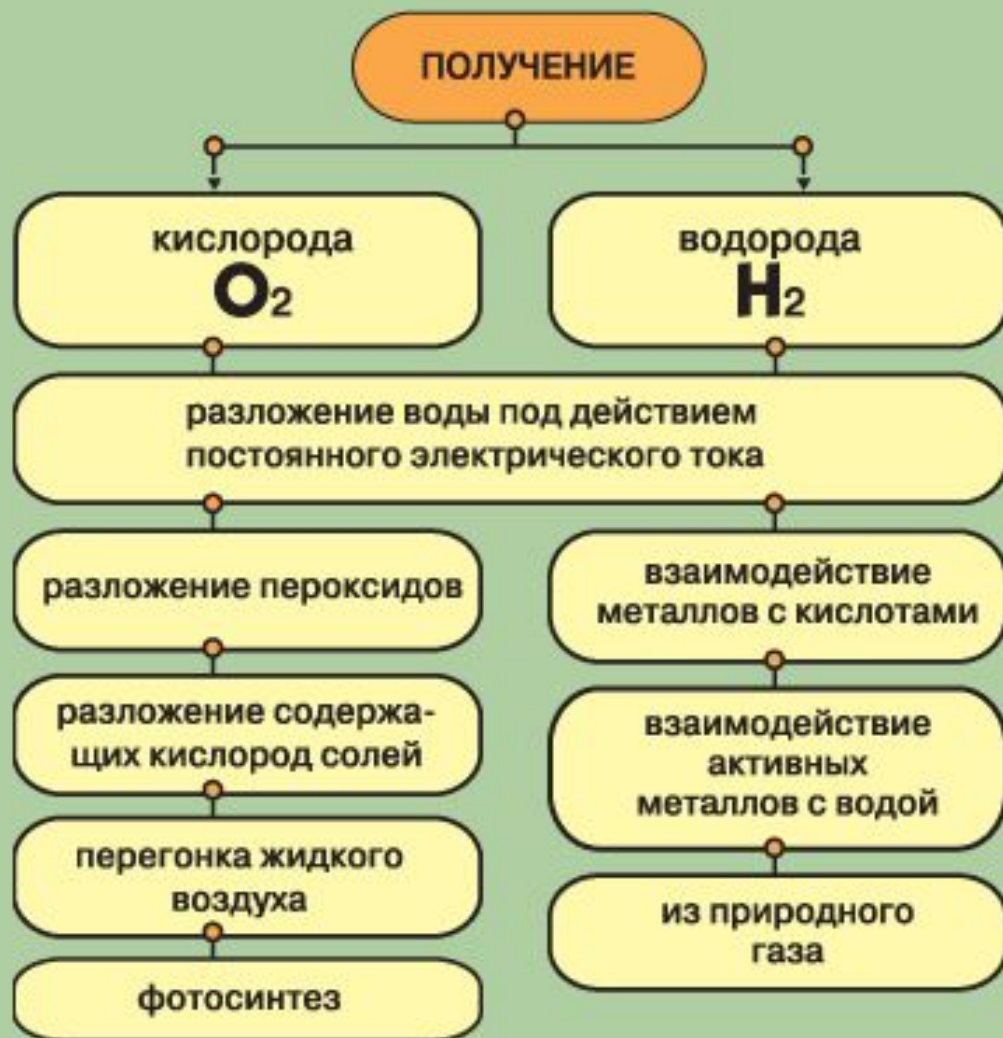 ПОЛУЧЕНИЕ
кислорода
O₂
водорода
H₂
разложение воды под действием
постоянного электрического тока
разложение пероксидов
разложение содержа-
щих кислород солей
перегонка жидкого
воздуха
фотосинтез
взаимодействие
металлов с кислотами
взаимодействие
активных
металлов с водой
из природного
газа